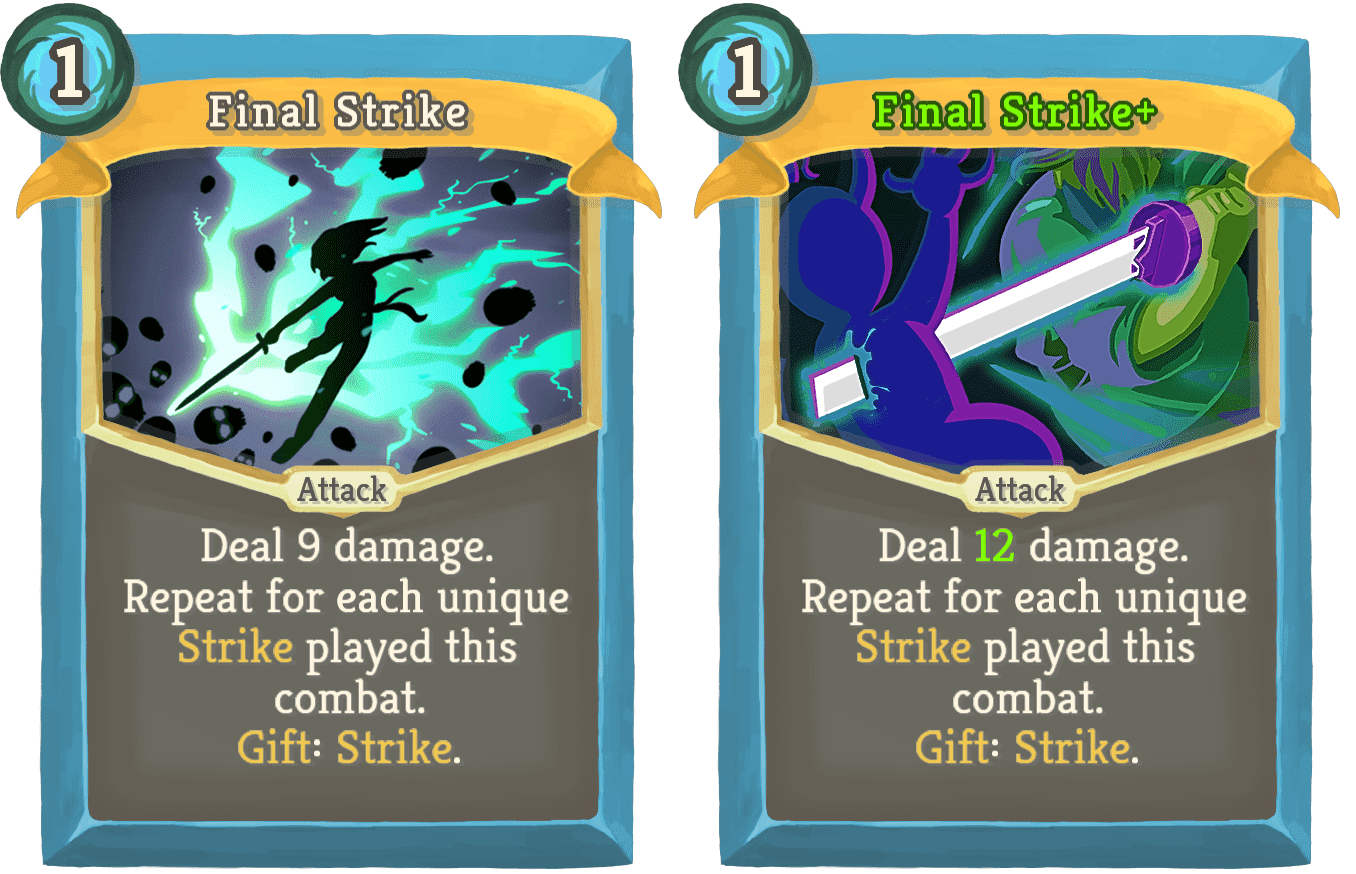 1
Final Strike
Attack
Deal 9 damage.
Repeat for each unique
Strike played this
combat.
Gift: Strike.
1
Final Strike+
Attack
Deal 12 damage.
Repeat for each unique
Strike played this
combat.
Gift: Strike.